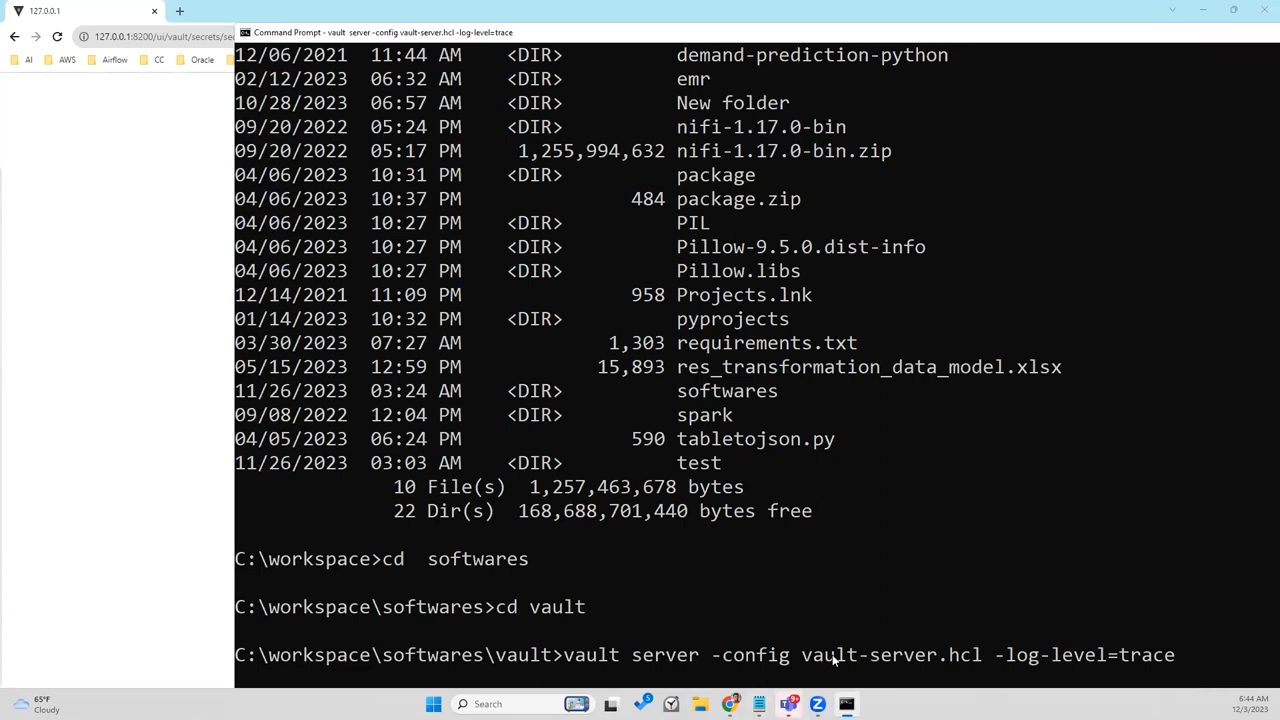 127.0.0.1
Command Prompt - vault server -config vault-server.hcl -log-level=trace
127.0.0.1:8200/ui/vault/secrets/se
AI AWS Airflow CC Oracle
12/06/2021 11:44 AM <DIR> demand-prediction-python
02/12/2023 06:32 AM <DIR> emr
10/28/2023 06:57 AM <DIR> New folder
09/20/2022 05:24 PM <DIR> nifi-1.17.0-bin
09/20/2022 05:17 PM 1,255,994,632 nifi-1.17.0-bin.zip
04/06/2023 10:31 PM <DIR> package
04/06/2023 10:37 PM 484 package.zip
04/06/2023 10:27 PM <DIR> PIL
04/06/2023 10:27 PM <DIR> Pillow-9.5.0.dist-info
04/06/2023 10:27 PM <DIR> Pillow.libs
12/14/2021 11:09 PM 958 Projects.lnk
01/14/2023 10:32 PM <DIR> pyprojects
03/30/2023 07:27 AM 1,303 requirements.txt
05/15/2023 12:59 PM 15,893 res_transformation_data_model.xlsx
11/26/2023 03:24 AM <DIR> softwares
09/08/2022 12:04 PM <DIR> spark
04/05/2023 06:24 PM 590 tabletojson.py
11/26/2023 03:03 AM <DIR> test
10 File(s) 1,257,463,678 bytes
22 Dir(s) 168,688,701,440 bytes free
C:\workspace>cd softwares
C:\workspace\softwares>cd vault
C:\workspace\softwares\vault>vault server -config vault-server.hcl -log-level=trace
65°F
Cloudy
Search
5
9+
6:44 AM
12/3/2023